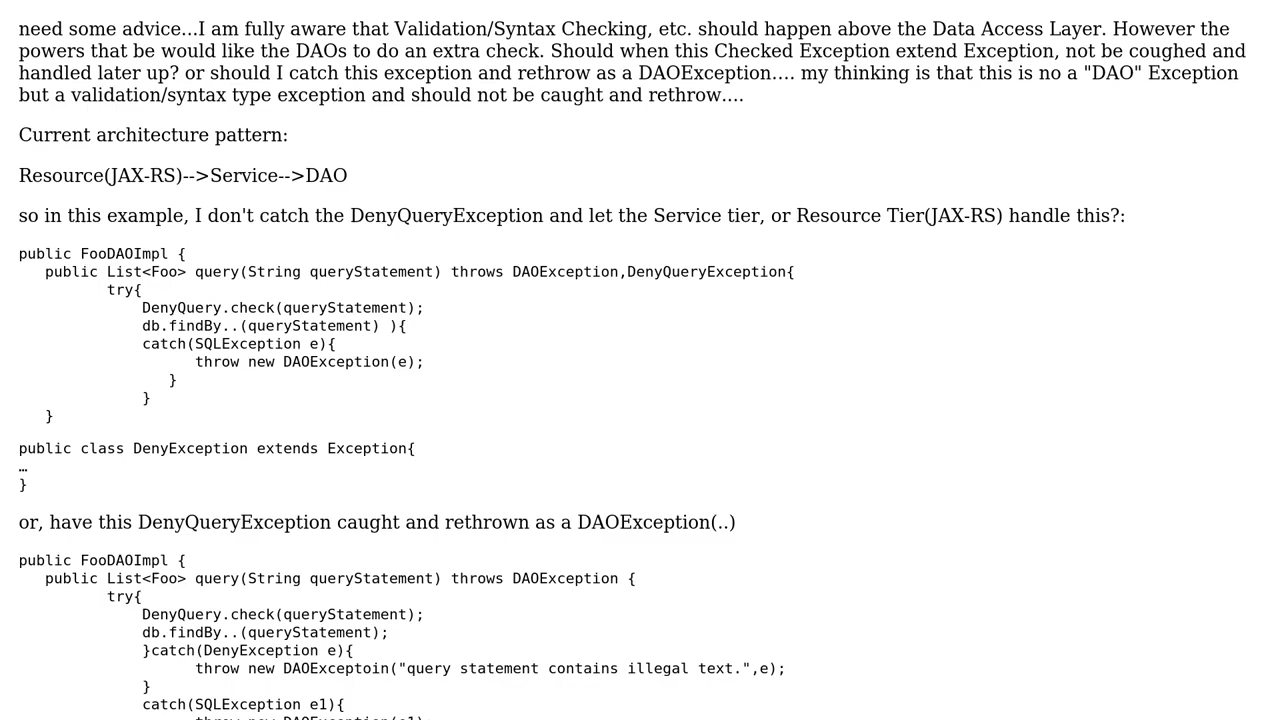 need some advice...I am fully aware that Validation/Syntax Checking, etc. should happen above the Data Access Layer. However the
powers that be would like the DAOs to do an extra check. Should when this Checked Exception extend Exception, not be coughed and
handled later up? or should I catch this exception and rethrow as a DAOException.... my thinking is that this is no a "DAO" Exception
but a validation/syntax type exception and should not be caught and rethrow....
Current architecture pattern:
Resource(JAX-RS)-->Service-->DAO
so in this example, I don't catch the DenyQueryException and let the Service tier, or Resource Tier(JAX-RS) handle this?:
public FooDAOImpl {
   public List<Foo> query(String queryStatement) throws DAOException,DenyQueryException{
          try{
              DenyQuery.check(queryStatement);
              db.findBy..(queryStatement) ){
              catch(SQLException e){
                    throw new DAOException(e);
                 }
              }
   }
public class DenyException extends Exception{
…
}
or, have this DenyQueryException caught and rethrown as a DAOException(..)
public FooDAOImpl {
   public List<Foo> query(String queryStatement) throws DAOException {
          try{
              DenyQuery.check(queryStatement);
              db.findBy..(queryStatement);
              }catch(DenyException e){
                    throw new DAOExceptoin("query statement contains illegal text.",e);
              }
              catch(SQLException e1){